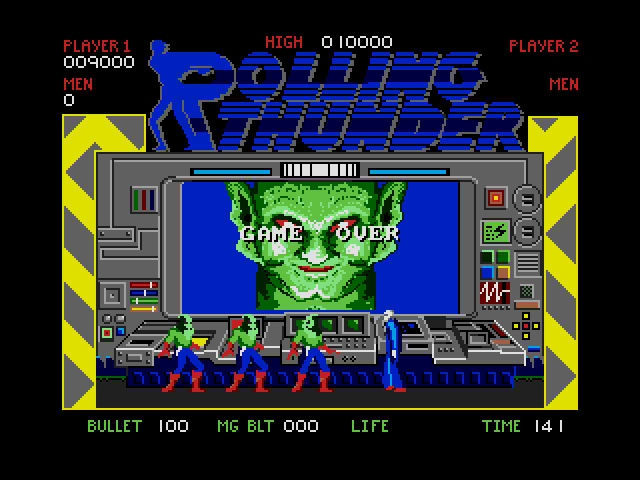 PLAYER 1 HIGH 010000 PLAYER 2
009000
MEN MEN
0
ROLLING
THUNDER
GAME OVER
BULLET 100 MG BLT 000 LIFE TIME 141